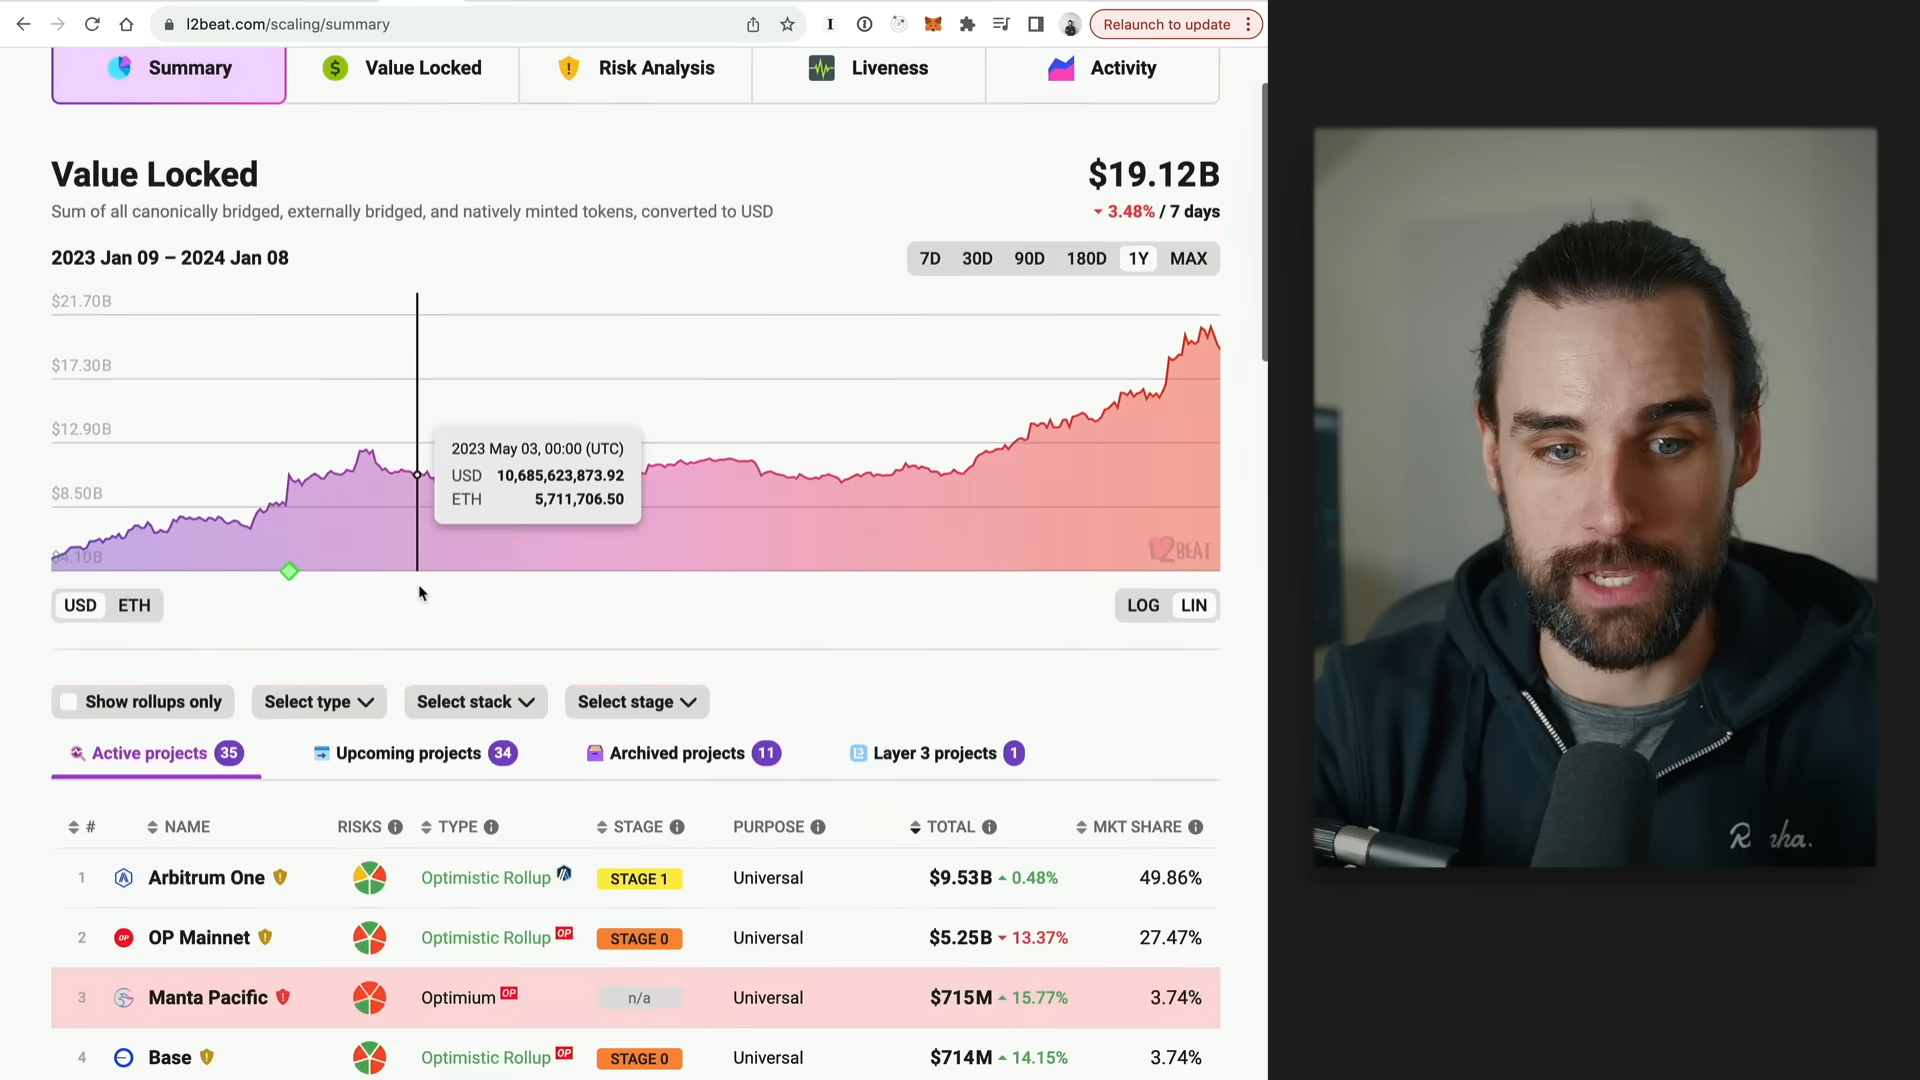 l2beat.com/scaling/summary
Relaunch to update
Summary
Value Locked
Risk Analysis
Liveness
Activity
Value Locked
$19.12B
Sum of all canonically bridged, externally bridged, and natively minted tokens, converted to USD
3.48% / 7 days
2023 Jan 09 – 2024 Jan 08
7D 30D 90D 180D 1Y MAX
$21.70B
$17.30B
$12.90B
$8.50B
$4.10B
2023 May 03, 00:00 (UTC)
USD 10,685,623,873.92
ETH 5,711,706.50
L2BEAT
USD ETH
LOG LIN
Show rollups only
Select type
Select stack
Select stage
Active projects 35
Upcoming projects 34
Archived projects 11
Layer 3 projects 1
# NAME RISKS TYPE STAGE PURPOSE TOTAL MKT SHARE
1 Arbitrum One Optimistic Rollup STAGE 1 Universal $9.53B 0.48% 49.86%
2 OP OP Mainnet Optimistic Rollup OP STAGE 0 Universal $5.25B 13.37% 27.47%
3 Manta Pacific Optimium OP n/a Universal $715M 15.77% 3.74%
4 Base Optimistic Rollup OP STAGE 0 Universal $714M 14.15% 3.74%